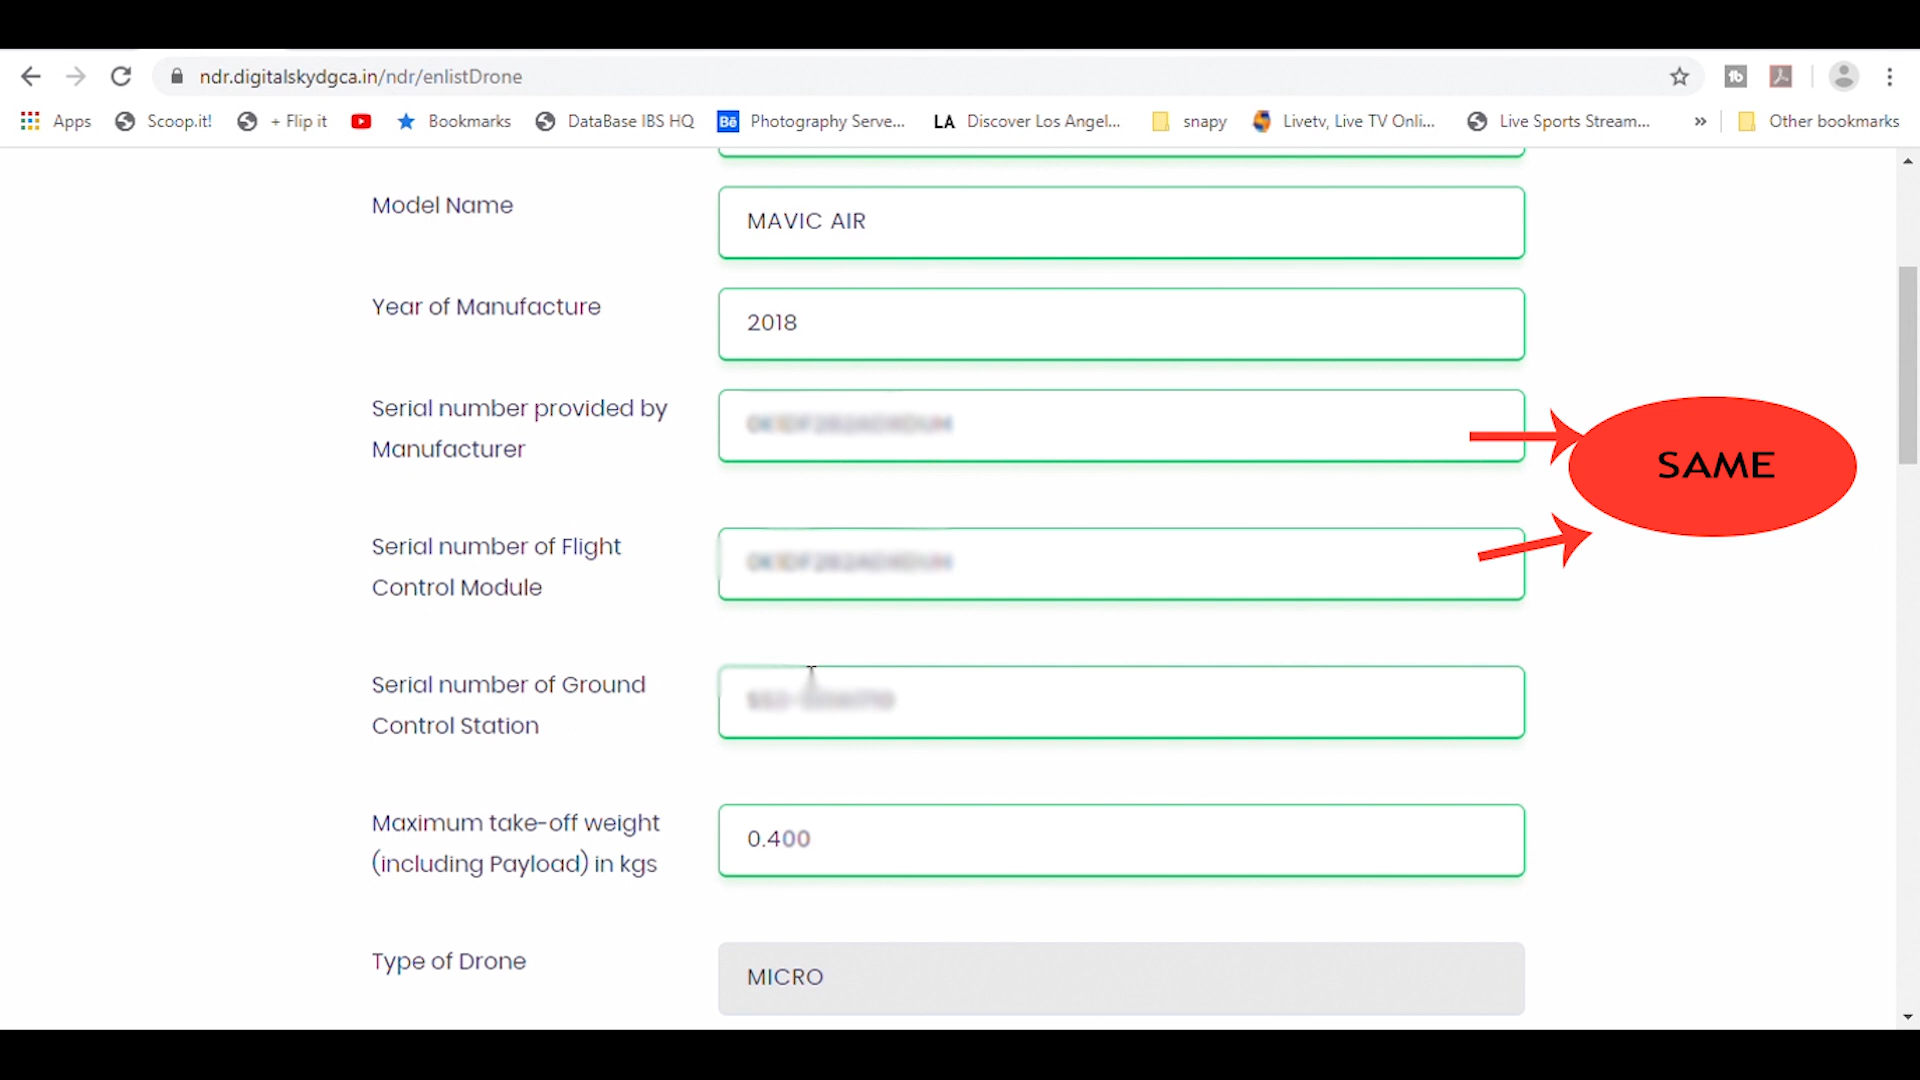 ndr.digitalskydgca.in/ndr/enlistDrone
Apps Scoop.it! + Flip it Bookmarks DataBase IBS HQ Bē Photography Serve... LA Discover Los Angel... snapy Livetv, Live TV Onli... Live Sports Stream... » Other bookmarks
Model Name
MAVIC AIR
Year of Manufacture
2018
Serial number provided by
Manufacturer
SAME
Serial number of Flight
Control Module
Serial number of Ground
Control Station
Maximum take-off weight
(including Payload) in kgs
0.400
Type of Drone
MICRO